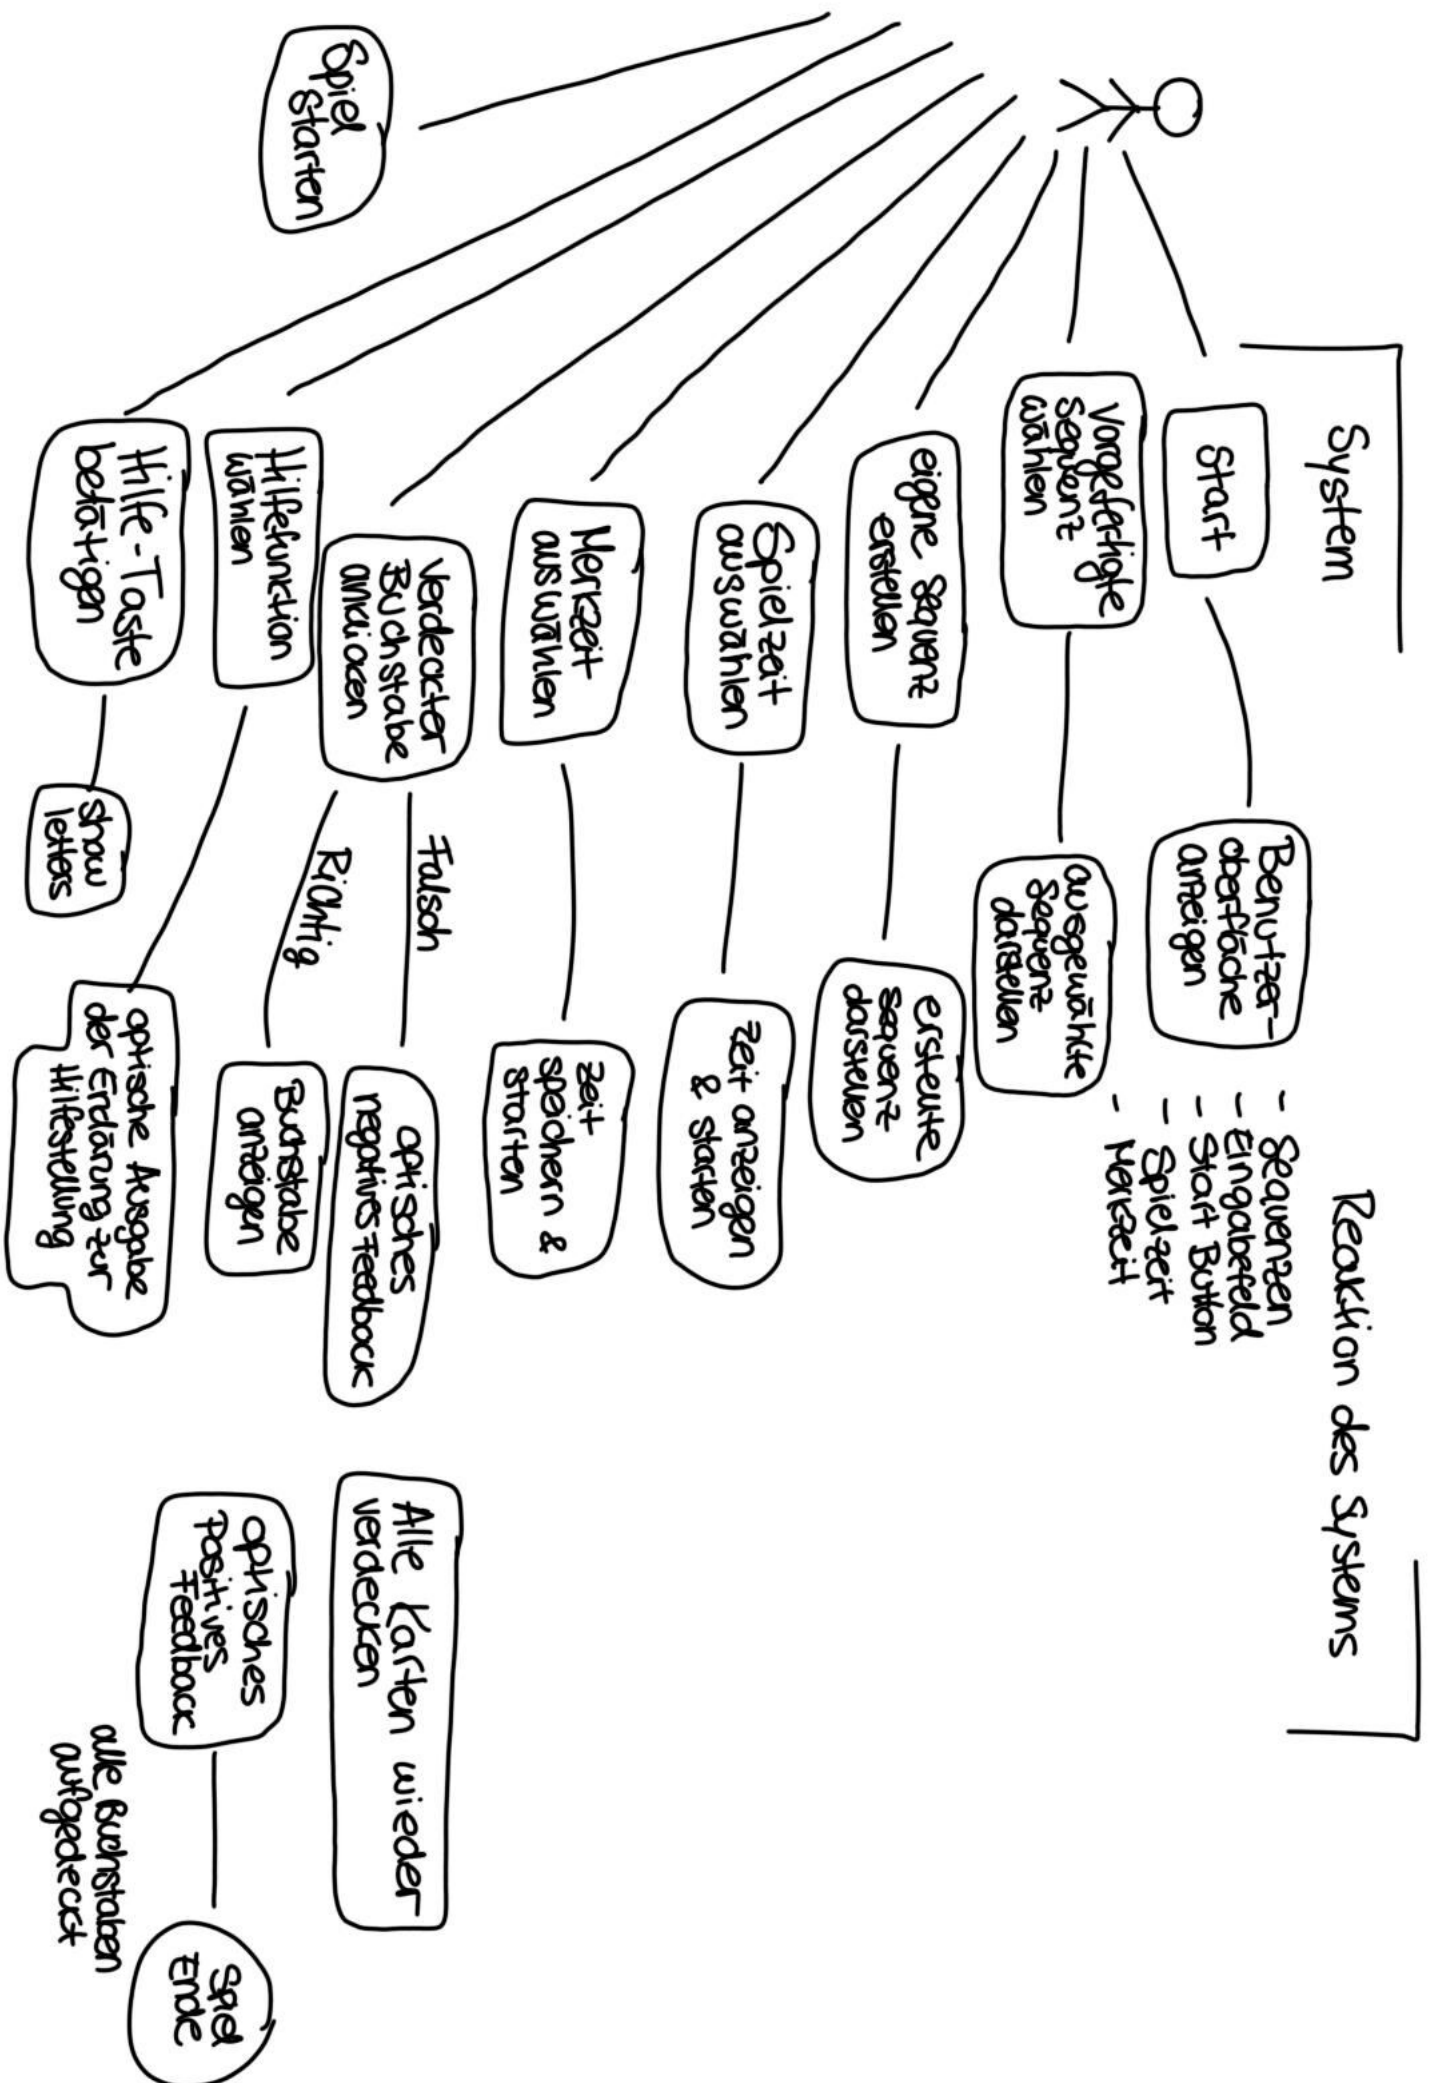 System
Reaktion des Systems
Start
Benutzer-
oberfläche
anzeigen
- Sequenzen
- Eingabefeld
- Start Button
- Spielzeit
- Merkzeit
Vorgefertigte
Sequenz
wählen
ausgewählte
Sequenz
darstellen
eigene Sequenz
erstellen
erstellte
Sequenz
darstellen
Spielzeit
auswählen
Zeit anzeigen
& starten
Merkzeit
auswählen
Zeit
speichern &
starten
Verdeckter
Buchstabe
anklicken
Falsch
Richtig
optisches
negatives Feedback
Alle Karten wieder
verdecken
Buchstabe
anzeigen
optisches
positives
Feedback
alle Buchstaben
aufgedeckt
Spiel
Ende
Hilfefunktion
wählen
optische Ausgabe
der Erklärung zur
Hilfestellung
Hilfe-Taste
betätigen
show
letters
Spiel
starten